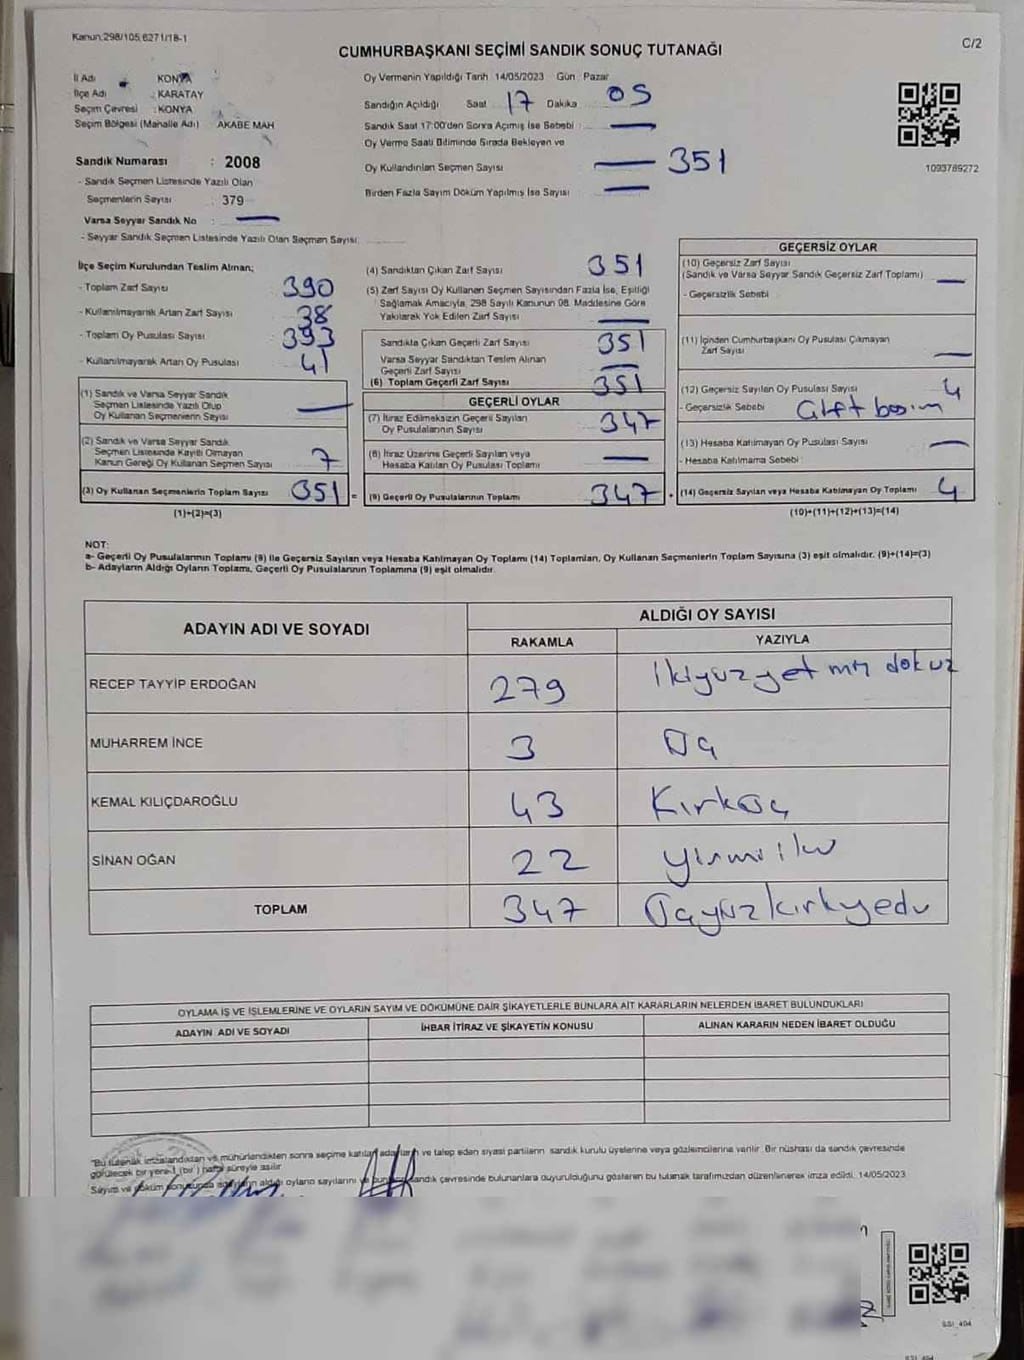 Kanun:298/105,6271/18-1
C/2
CUMHURBAŞKANI SEÇİMİ SANDIK SONUÇ TUTANAĞI
İl Adı KONYA
İlçe Adı : KARATAY
Seçim Çevresi : KONYA
Seçim Bölgesi (Mahalle Adı) AKABE MAH
Sandık Numarası : 2008
- Sandık Seçmen Listesinde Yazılı Olan
Seçmenlerin Sayısı : 379
Varsa Seyyar Sandık No :
- Seyyar Sandık Seçmen Listesinde Yazılı Olan Seçmen Sayısı:
Oy Vermenin Yapıldığı Tarih 14/05/2023 Gün : Pazar
Sandığın Açıldığı Saat 17 Dakika 05
Sandık Saat 17:00'den Sonra Açılmış İse Sebebi :
Oy Verme Saati Bitiminde Sırada Bekleyen ve
Oy Kullandırılan Seçmen Sayısı 351
Birden Fazla Sayım Döküm Yapılmış İse Sayısı :
1093789272
İlçe Seçim Kurulundan Teslim Alınan;
- Toplam Zarf Sayısı : 390
- Kullanılmayarak Artan Zarf Sayısı : 38
- Toplam Oy Pusulası Sayısı : 393
- Kullanılmayarak Artan Oy Pusulası : 41
(1) Sandık ve Varsa Seyyar Sandık
Seçmen Listesinde Yazılı Olup
Oy Kullanan Seçmenlerin Sayısı
(2) Sandık ve Varsa Seyyar Sandık
Seçmen Listesinde Kayıtlı Olmayan
Kanun Gereği Oy Kullanan Seçmen Sayısı 7
(3) Oy Kullanan Seçmenlerin Toplam Sayısı 351 =
(1)+(2)=(3)
(4) Sandıktan Çıkan Zarf Sayısı : 351
(5) Zarf Sayısı Oy Kullanan Seçmen Sayısından Fazla İse, Eşitliği
Sağlamak Amacıyla, 298 Sayılı Kanunun 98. Maddesine Göre
Yakılarak Yok Edilen Zarf Sayısı :
Sandıkta Çıkan Geçerli Zarf Sayısı : 351
Varsa Seyyar Sandıktan Teslim Alınan
Geçerli Zarf Sayısı
(6) Toplam Geçerli Zarf Sayısı : 351
GEÇERLİ OYLAR
(7) İtiraz Edilmeksizin Geçerli Sayılan
Oy Pusulalarının Sayısı 347
(8) İtiraz Üzerine Geçerli Sayılan veya
Hesaba Katılan Oy Pusulası Toplamı
(9) Geçerli Oy Pusulalarının Toplamı 347 +
GEÇERSİZ OYLAR
(10) Geçersiz Zarf Sayısı
(Sandık ve Varsa Seyyar Sandık Geçersiz Zarf Toplamı) :
- Geçersizlik Sebebi :
(11) İçinden Cumhurbaşkanı Oy Pusulası Çıkmayan
Zarf Sayısı
(12) Geçersiz Sayılan Oy Pusulası Sayısı 4
- Geçersizlik Sebebi : Çift basım
(13) Hesaba Katılmayan Oy Pusulası Sayısı :
- Hesaba Katılmama Sebebi :
(14) Geçersiz Sayılan veya Hesaba Katılmayan Oy Toplamı 4
(10)+(11)+(12)+(13)=(14)
NOT:
a- Geçerli Oy Pusulalarının Toplamı (9) ile Geçersiz Sayılan veya Hesaba Katılmayan Oy Toplamı (14) Toplamları, Oy Kullanan Seçmenlerin Toplam Sayısına (3) eşit olmalıdır. (9)+(14)=(3)
b- Adayların Aldığı Oyların Toplamı, Geçerli Oy Pusulalarının Toplamına (9) eşit olmalıdır.
ADAYIN ADI VE SOYADI ALDIĞI OY SAYISI
RAKAMLA YAZIYLA
RECEP TAYYİP ERDOĞAN 279 ikiyüzyetmiş dokuz
MUHARREM İNCE 3 Üç
KEMAL KILIÇDAROĞLU 43 Kırküç
SİNAN OĞAN 22 yirmiiki
TOPLAM 347 Üçyüzkırkyedi
OYLAMA İŞ VE İŞLEMLERİNE VE OYLARIN SAYIM VE DÖKÜMÜNE DAİR ŞİKAYETLERLE BUNLARA AİT KARARLARIN NELERDEN İBARET BULUNDUKLARI
ADAYIN ADI VE SOYADI İHBAR İTİRAZ VE ŞİKAYETİN KONUSU ALINAN KARARIN NEDEN İBARET OLDUĞU
"Bu tutanak imzalandıktan ve mühürlendikten sonra seçime katılan adayların ve talep eden siyasi partilerin sandık kurulu üyelerine veya gözlemcilerine verilir. Bir nüshası da sandık çevresinde
görülecek bir yere 1 (bir) hafta süreyle asılır.
Sayım ve döküm sonucunda adayların aldığı oyların sayılarını ve bunların sandık çevresinde bulunanlara duyurulduğunu gösteren bu tutanak tarafımızdan düzenlenerek imza edildi. 14/05/2023
SSI_494
SSI_494